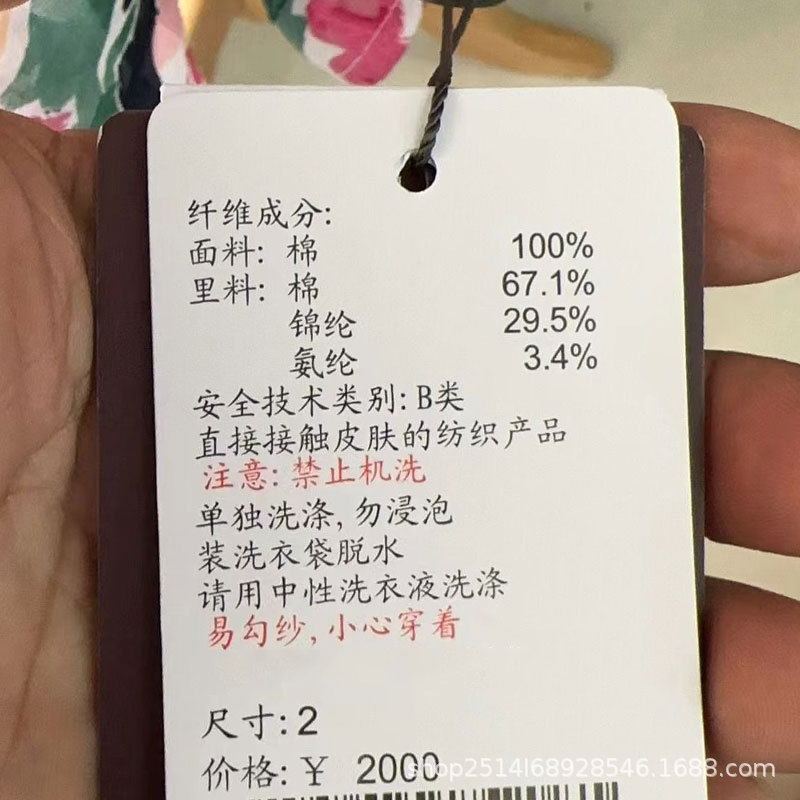 纤维成分:
面料: 棉 100%
里料: 棉 67.1%
锦纶 29.5%
氨纶 3.4%
安全技术类别: B类
直接接触皮肤的纺织产品
注意: 禁止机洗
单独洗涤, 勿浸泡
装洗衣袋脱水
请用中性洗衣液洗涤
易勾纱, 小心穿着
尺寸: 2
价格: ¥ 2000
shop2514l68928546.1688.com